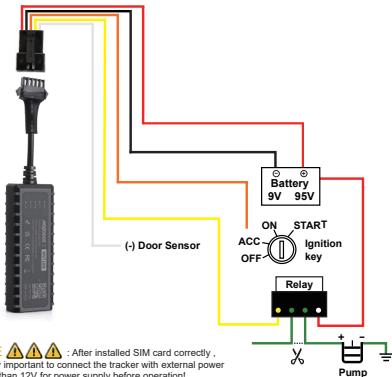 ⊖ ⊕
Battery
9V 95V
(-) Door Sensor
ON START
ACC
OFF
Ignition
key
Relay
+ −
Pump
: After installed SIM card correctly ,
important to connect the tracker with external power
than 12V for power supply before operation!